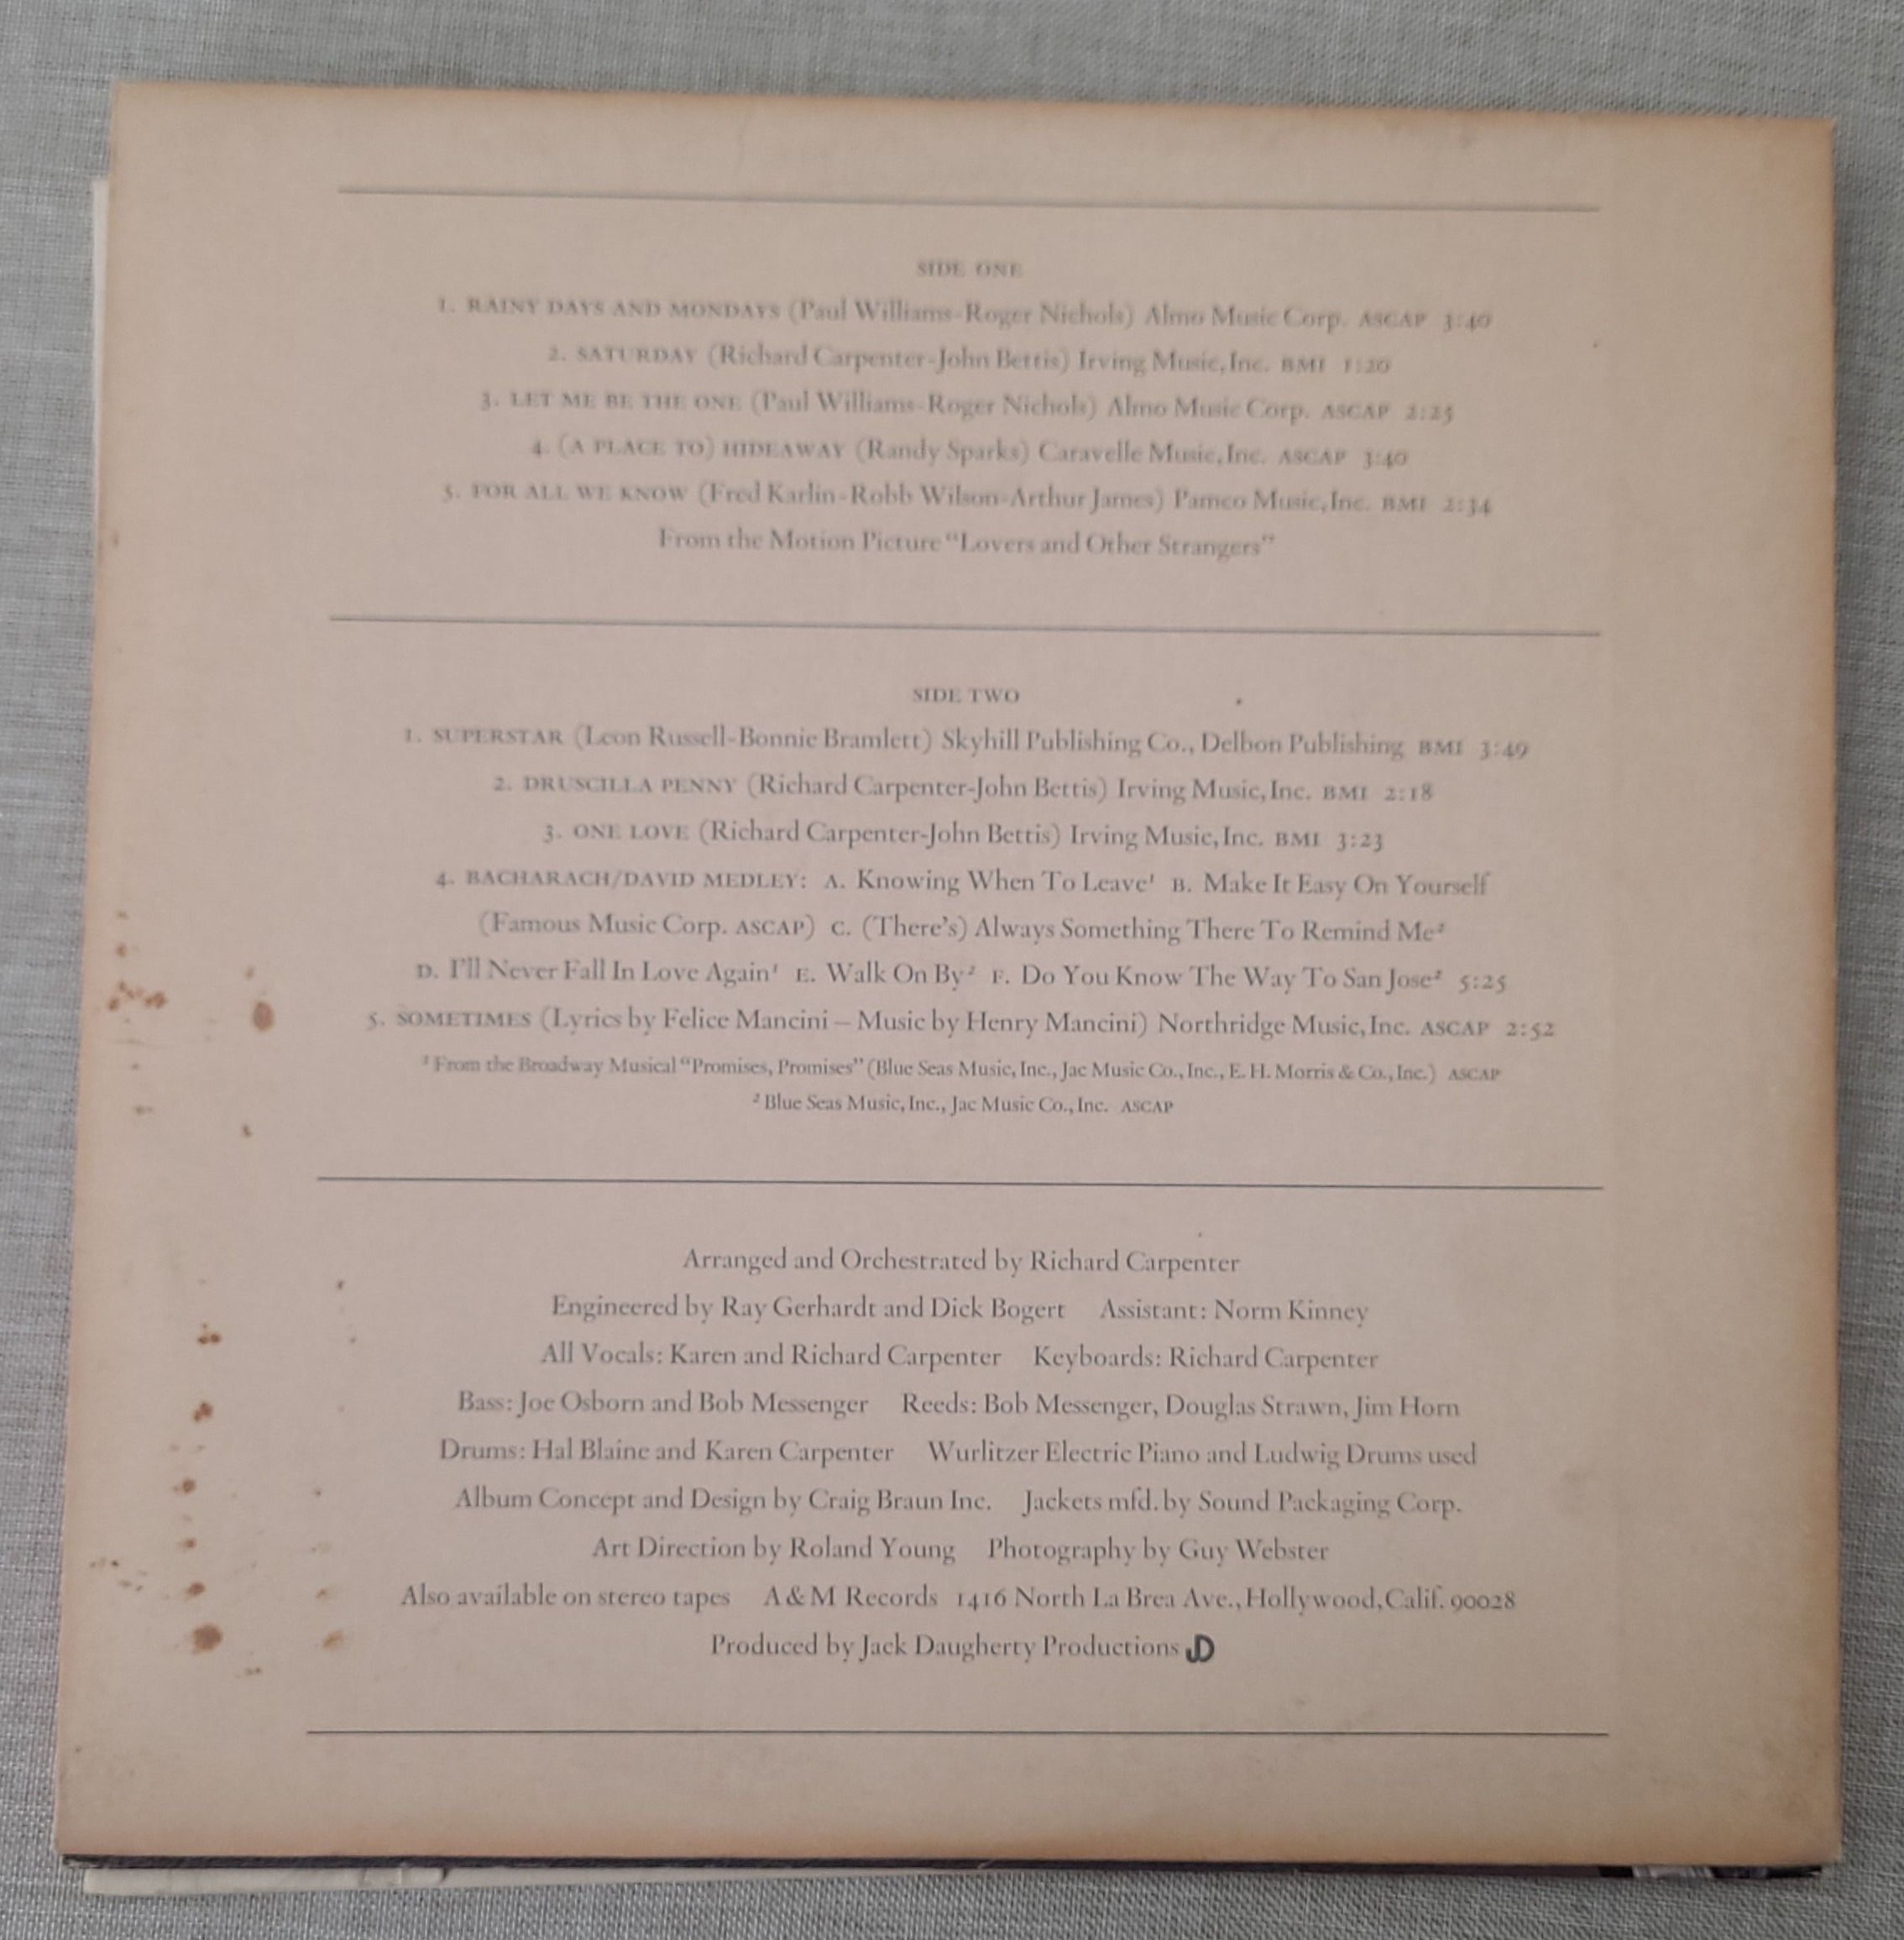 SIDE ONE
1. RAINY DAYS AND MONDAYS (Paul Williams-Roger Nichols) Almo Music Corp. ASCAP 3:40
2. SATURDAY (Richard Carpenter-John Bettis) Irving Music, Inc. BMI 1:20
3. LET ME BE THE ONE (Paul Williams-Roger Nichols) Almo Music Corp. ASCAP 2:25
4. (A PLACE TO) HIDEAWAY (Randy Sparks) Caravelle Music, Inc. ASCAP 3:40
5. FOR ALL WE KNOW (Fred Karlin-Robb Wilson-Arthur James) Pamco Music, Inc. BMI 2:34
From the Motion Picture "Lovers and Other Strangers"
SIDE TWO
1. SUPERSTAR (Leon Russell-Bonnie Bramlett) Skyhill Publishing Co., Delbon Publishing BMI 3:49
2. DRUSCILLA PENNY (Richard Carpenter-John Bettis) Irving Music, Inc. BMI 2:18
3. ONE LOVE (Richard Carpenter-John Bettis) Irving Music, Inc. BMI 3:23
4. BACHARACH/DAVID MEDLEY: A. Knowing When To Leave¹ B. Make It Easy On Yourself
(Famous Music Corp. ASCAP) C. (There's) Always Something There To Remind Me²
D. I'll Never Fall In Love Again¹ E. Walk On By² F. Do You Know The Way To San Jose² 5:25
5. SOMETIMES (Lyrics by Felice Mancini – Music by Henry Mancini) Northridge Music, Inc. ASCAP 2:52
¹ From the Broadway Musical "Promises, Promises" (Blue Seas Music, Inc., Jac Music Co., Inc., E. H. Morris & Co., Inc.) ASCAP
² Blue Seas Music, Inc., Jac Music Co., Inc. ASCAP
Arranged and Orchestrated by Richard Carpenter
Engineered by Ray Gerhardt and Dick Bogert Assistant: Norm Kinney
All Vocals: Karen and Richard Carpenter Keyboards: Richard Carpenter
Bass: Joe Osborn and Bob Messenger Reeds: Bob Messenger, Douglas Strawn, Jim Horn
Drums: Hal Blaine and Karen Carpenter Wurlitzer Electric Piano and Ludwig Drums used
Album Concept and Design by Craig Braun Inc. Jackets mfd. by Sound Packaging Corp.
Art Direction by Roland Young Photography by Guy Webster
Also available on stereo tapes A & M Records 1416 North La Brea Ave., Hollywood, Calif. 90028
Produced by Jack Daugherty Productions JD